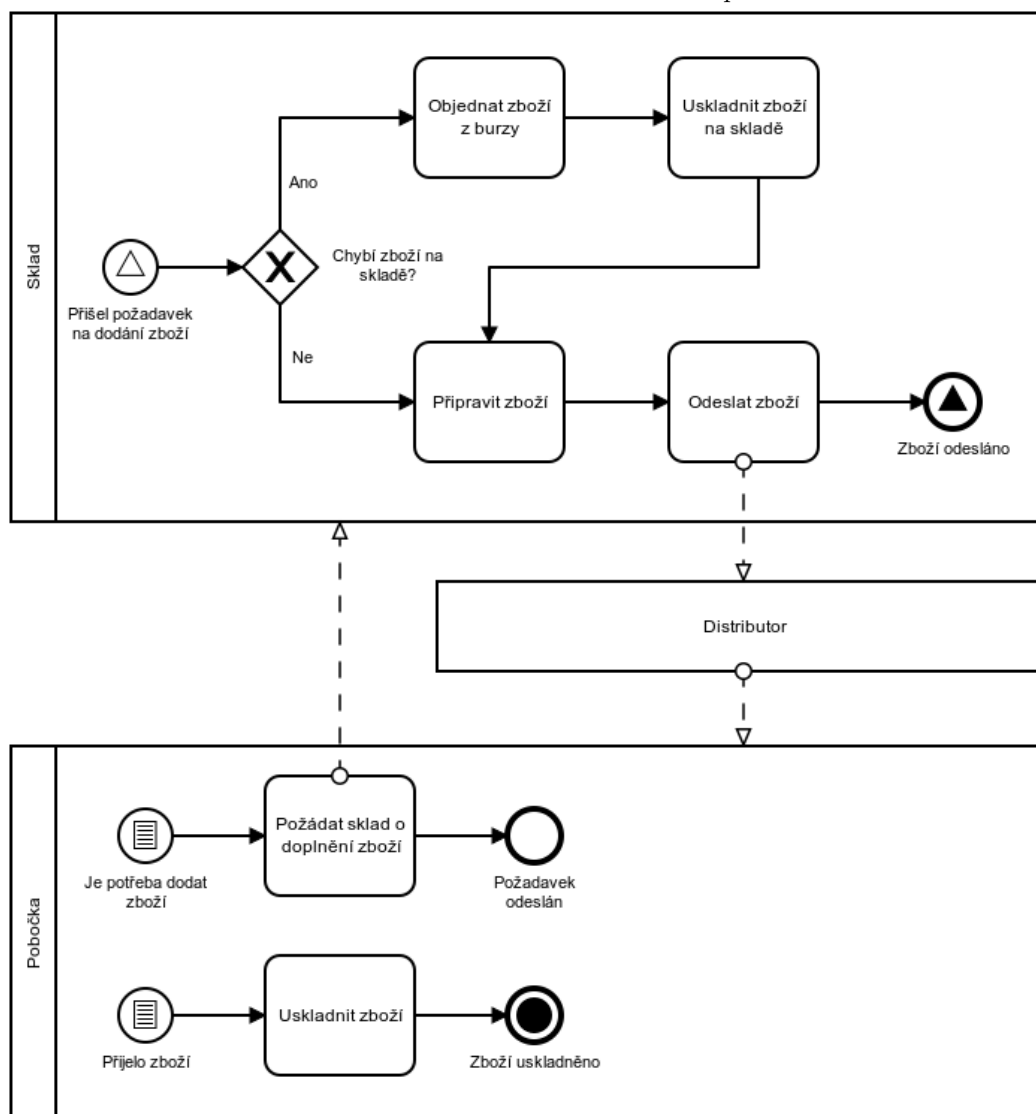 Sklad
Objednat zboží
z burzy
Uskladnit zboží
na skladě
Ano
Chybí zboží na
skladě?
Přišel požadavek
na dodání zboží
Ne
Připravit zboží
Odeslat zboží
Zboží odesláno
Distributor
Pobočka
Požádat sklad o
doplnění zboží
Je potřeba dodat
zboží
Požadavek
odeslán
Uskladnit zboží
Přijelo zboží
Zboží uskladněno